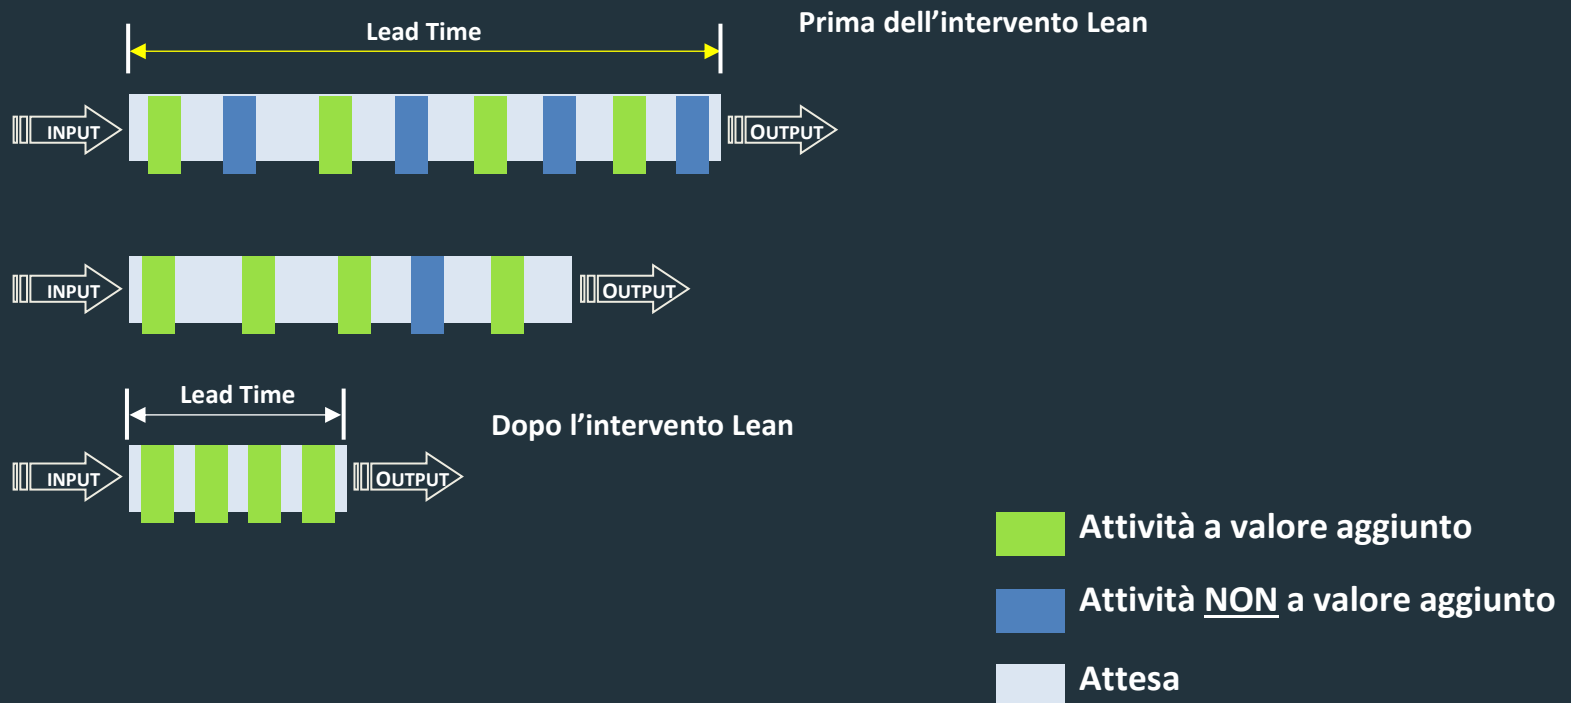 Prima dell’intervento Lean
Lead Time
INPUT
OUTPUT
INPUT
OUTPUT
Lead Time
Dopo l’intervento Lean
INPUT
OUTPUT
Attività a valore aggiunto
Attività NON a valore aggiunto
Attesa